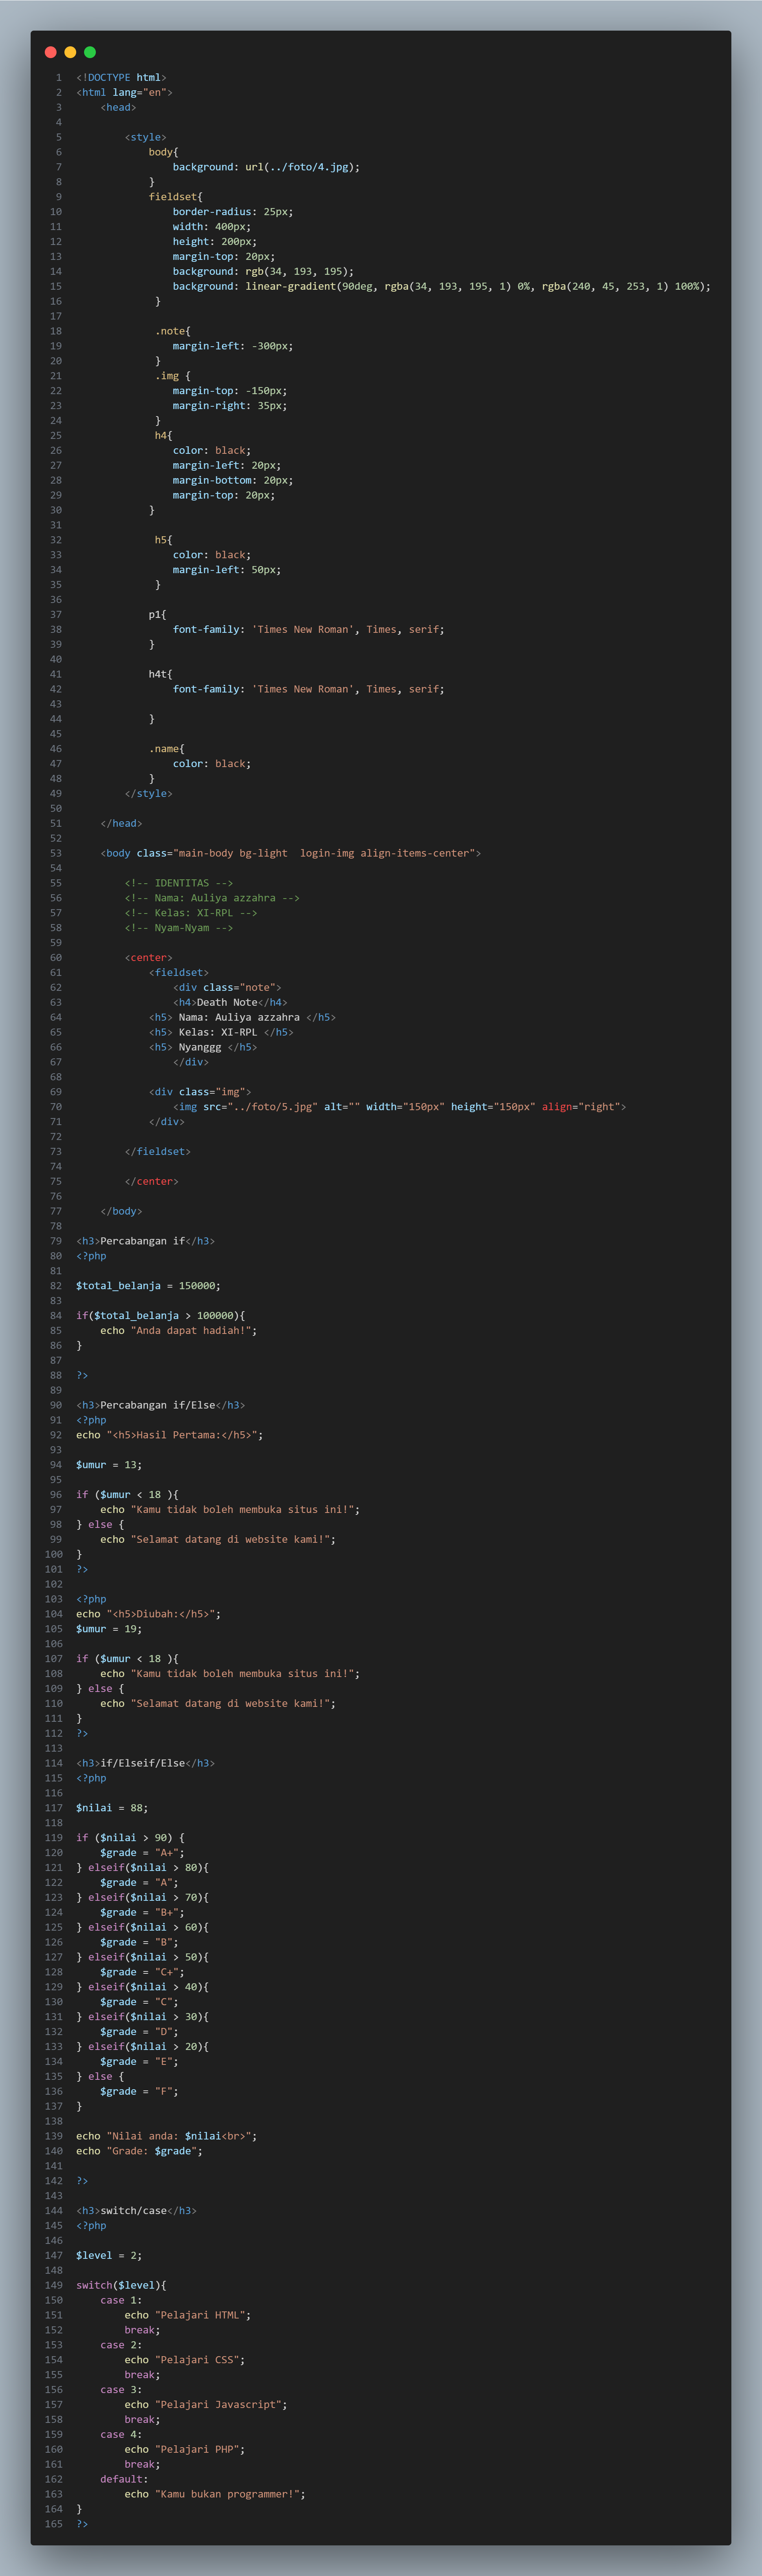 1 <!DOCTYPE html>
2 <html lang="en">
3     <head>
4
5         <style>
6             body{
7                 background: url(../foto/4.jpg);
8             }
9             fieldset{
10                 border-radius: 25px;
11                 width: 400px;
12                 height: 200px;
13                 margin-top: 20px;
14                 background: rgb(34, 193, 195);
15                 background: linear-gradient(90deg, rgba(34, 193, 195, 1) 0%, rgba(240, 45, 253, 1) 100%);
16              }
17
18              .note{
19                 margin-left: -300px;
20              }
21              .img {
22                 margin-top: -150px;
23                 margin-right: 35px;
24              }
25              h4{
26                 color: black;
27                 margin-left: 20px;
28                 margin-bottom: 20px;
29                 margin-top: 20px;
30             }
31
32              h5{
33                 color: black;
34                 margin-left: 50px;
35              }
36
37             p1{
38                 font-family: 'Times New Roman', Times, serif;
39             }
40
41             h4t{
42                 font-family: 'Times New Roman', Times, serif;
43
44             }
45
46             .name{
47                 color: black;
48             }
49         </style>
50
51     </head>
52
53     <body class="main-body bg-light  login-img align-items-center">
54
55         <!-- IDENTITAS -->
56         <!-- Nama: Auliya azzahra -->
57         <!-- Kelas: XI-RPL -->
58         <!-- Nyam-Nyam -->
59
60         <center>
61             <fieldset>
62                 <div class="note">
63                 <h4>Death Note</h4>
64             <h5> Nama: Auliya azzahra </h5>
65             <h5> Kelas: XI-RPL </h5>
66             <h5> Nyanggg </h5>
67                 </div>
68
69             <div class="img">
70                 <img src="../foto/5.jpg" alt="" width="150px" height="150px" align="right">
71             </div>
72
73         </fieldset>
74
75         </center>
76
77     </body>
78
79 <h3>Percabangan if</h3>
80 <?php
81
82 $total_belanja = 150000;
83
84 if($total_belanja > 100000){
85     echo "Anda dapat hadiah!";
86 }
87
88 ?>
89
90 <h3>Percabangan if/Else</h3>
91 <?php
92 echo "<h5>Hasil Pertama:</h5>";
93
94 $umur = 13;
95
96 if ($umur < 18 ){
97     echo "Kamu tidak boleh membuka situs ini!";
98 } else {
99     echo "Selamat datang di website kami!";
100 }
101 ?>
102
103 <?php
104 echo "<h5>Diubah:</h5>";
105 $umur = 19;
106
107 if ($umur < 18 ){
108     echo "Kamu tidak boleh membuka situs ini!";
109 } else {
110     echo "Selamat datang di website kami!";
111 }
112 ?>
113
114 <h3>if/Elseif/Else</h3>
115 <?php
116
117 $nilai = 88;
118
119 if ($nilai > 90) {
120     $grade = "A+";
121 } elseif($nilai > 80){
122     $grade = "A";
123 } elseif($nilai > 70){
124     $grade = "B+";
125 } elseif($nilai > 60){
126     $grade = "B";
127 } elseif($nilai > 50){
128     $grade = "C+";
129 } elseif($nilai > 40){
130     $grade = "C";
131 } elseif($nilai > 30){
132     $grade = "D";
133 } elseif($nilai > 20){
134     $grade = "E";
135 } else {
136     $grade = "F";
137 }
138
139 echo "Nilai anda: $nilai<br>";
140 echo "Grade: $grade";
141
142 ?>
143
144 <h3>switch/case</h3>
145 <?php
146
147 $level = 2;
148
149 switch($level){
150     case 1:
151         echo "Pelajari HTML";
152         break;
153     case 2:
154         echo "Pelajari CSS";
155         break;
156     case 3:
157         echo "Pelajari Javascript";
158         break;
159     case 4:
160         echo "Pelajari PHP";
161         break;
162     default:
163         echo "Kamu bukan programmer!";
164 }
165 ?>